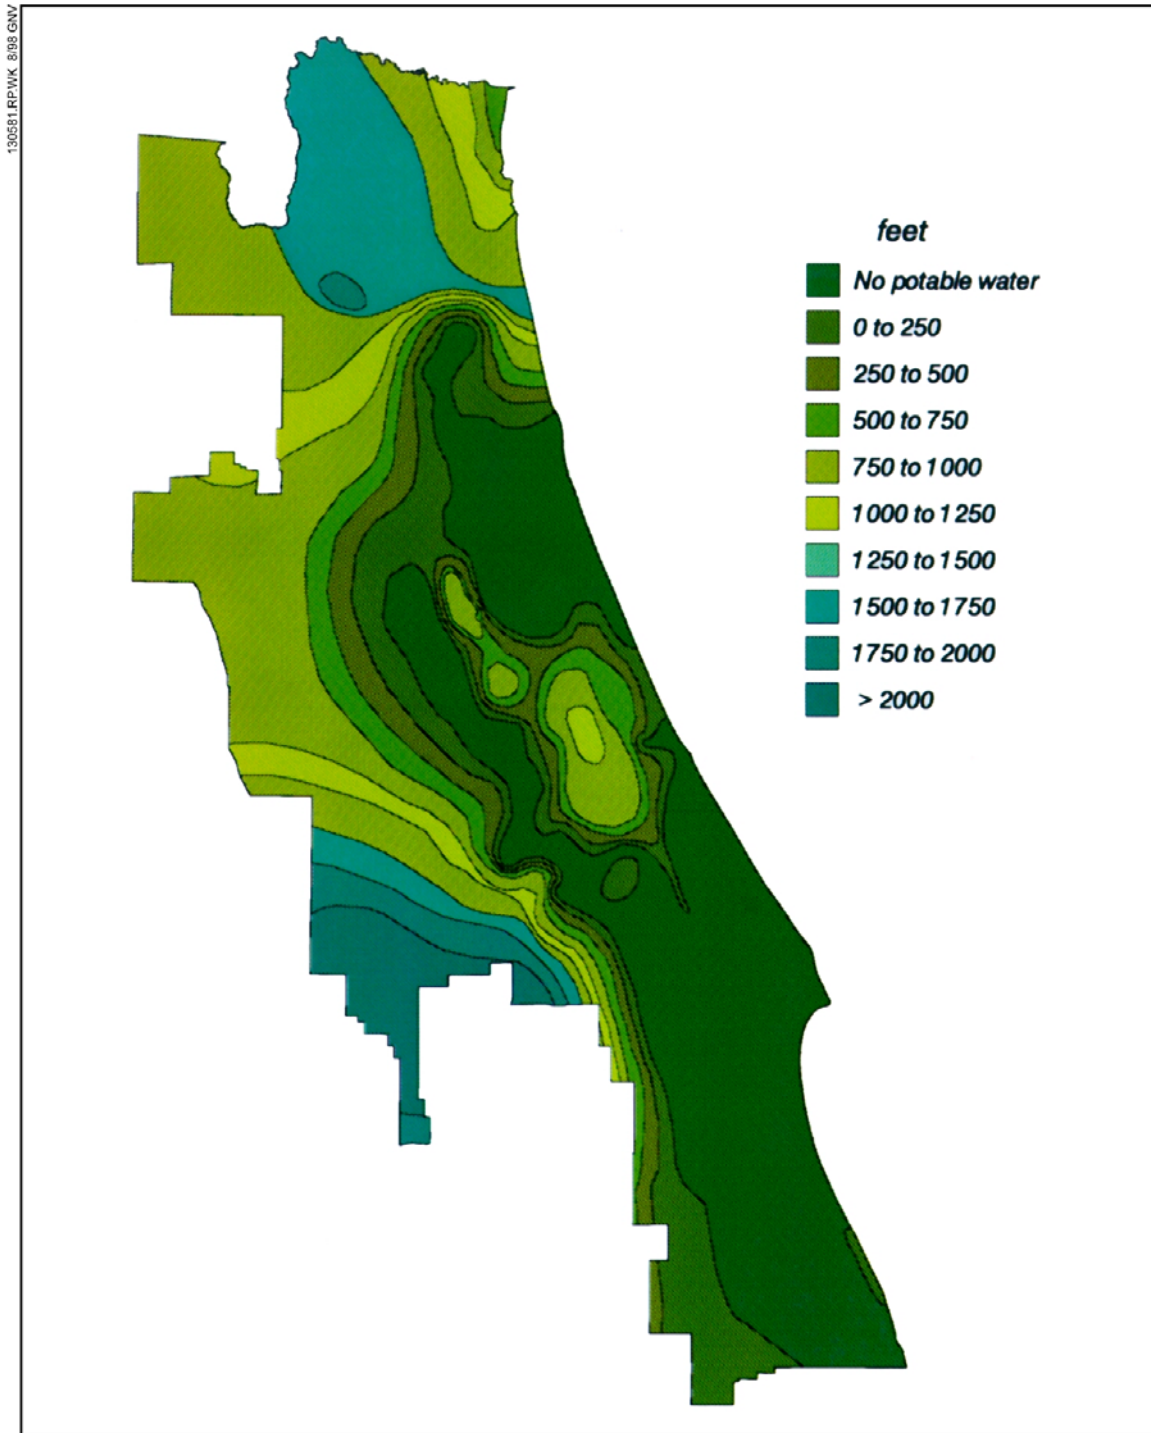 130581.RP.WK 8/98 GNV
feet
No potable water
0 to 250
250 to 500
500 to 750
750 to 1000
1000 to 1250
1250 to 1500
1500 to 1750
1750 to 2000
> 2000